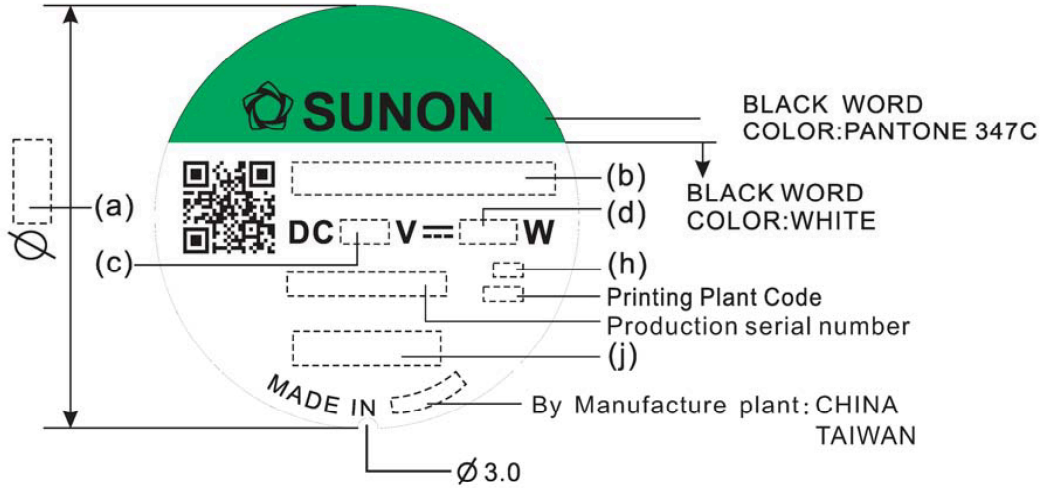 SUNON
BLACK WORD
COLOR:PANTONE 347C
(b)
BLACK WORD
COLOR:WHITE
(a)
Ø
(d)
DC V⎓ W
(c)
(h)
Printing Plant Code
Production serial number
(j)
MADE IN
By Manufacture plant: CHINA
TAIWAN
Ø 3.0